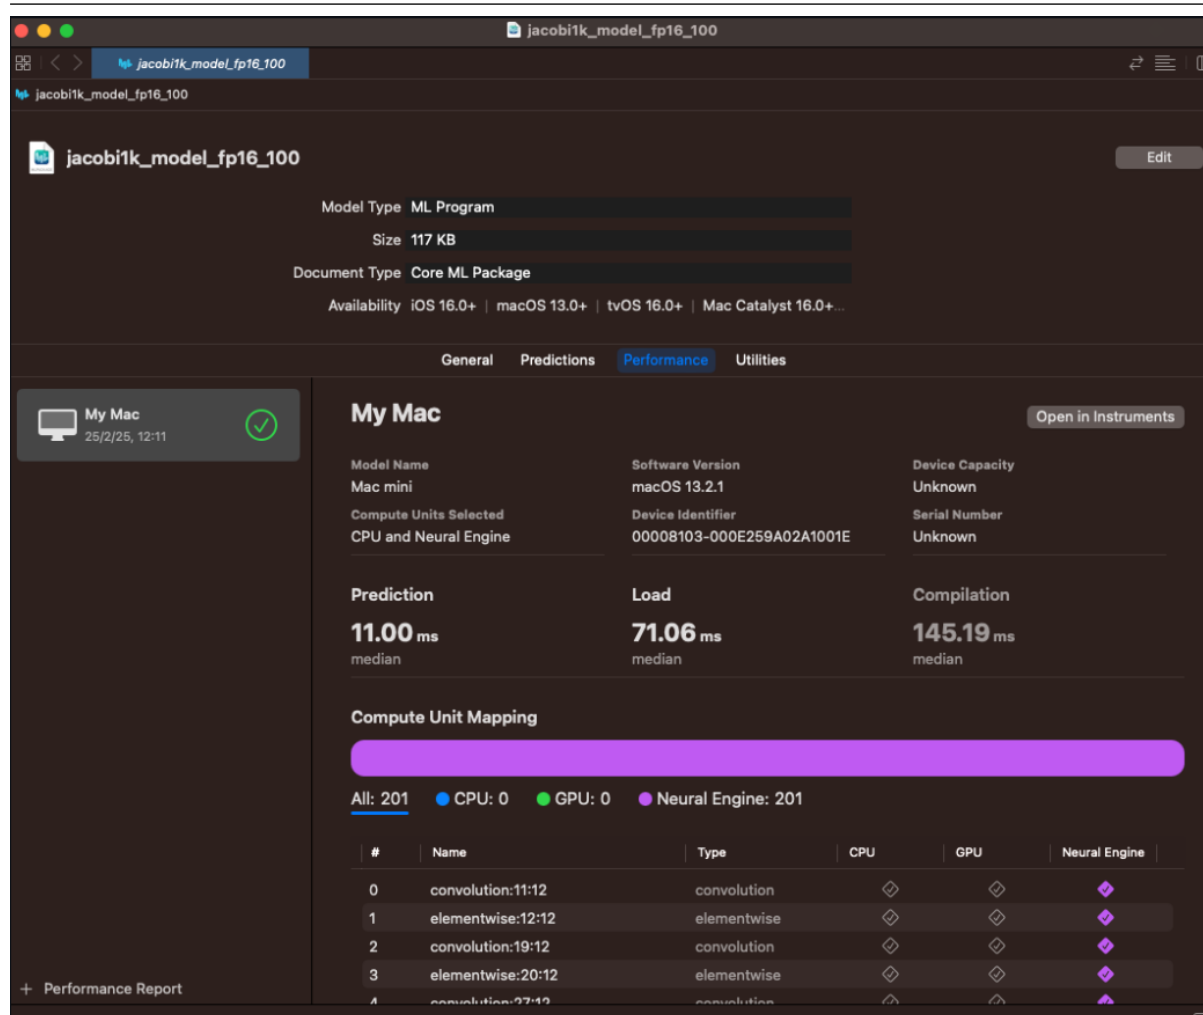 jacobi1k_model_fp16_100
jacobi1k_model_fp16_100
jacobi1k_model_fp16_100
jacobi1k_model_fp16_100
Edit
Model Type ML Program
Size 117 KB
Document Type Core ML Package
Availability iOS 16.0+ | macOS 13.0+ | tvOS 16.0+ | Mac Catalyst 16.0+...
General Predictions Performance Utilities
My Mac
25/2/25, 12:11
My Mac
Open in Instruments
Model Name Software Version Device Capacity
Mac mini macOS 13.2.1 Unknown
Compute Units Selected Device Identifier Serial Number
CPU and Neural Engine 00008103-000E259A02A1001E Unknown
Prediction Load Compilation
11.00 ms 71.06 ms 145.19 ms
median median median
Compute Unit Mapping
All: 201 CPU: 0 GPU: 0 Neural Engine: 201
# Name Type CPU GPU Neural Engine
0 convolution:11:12 convolution
1 elementwise:12:12 elementwise
2 convolution:19:12 convolution
3 elementwise:20:12 elementwise
4 convolution:27:12 convolution
+ Performance Report